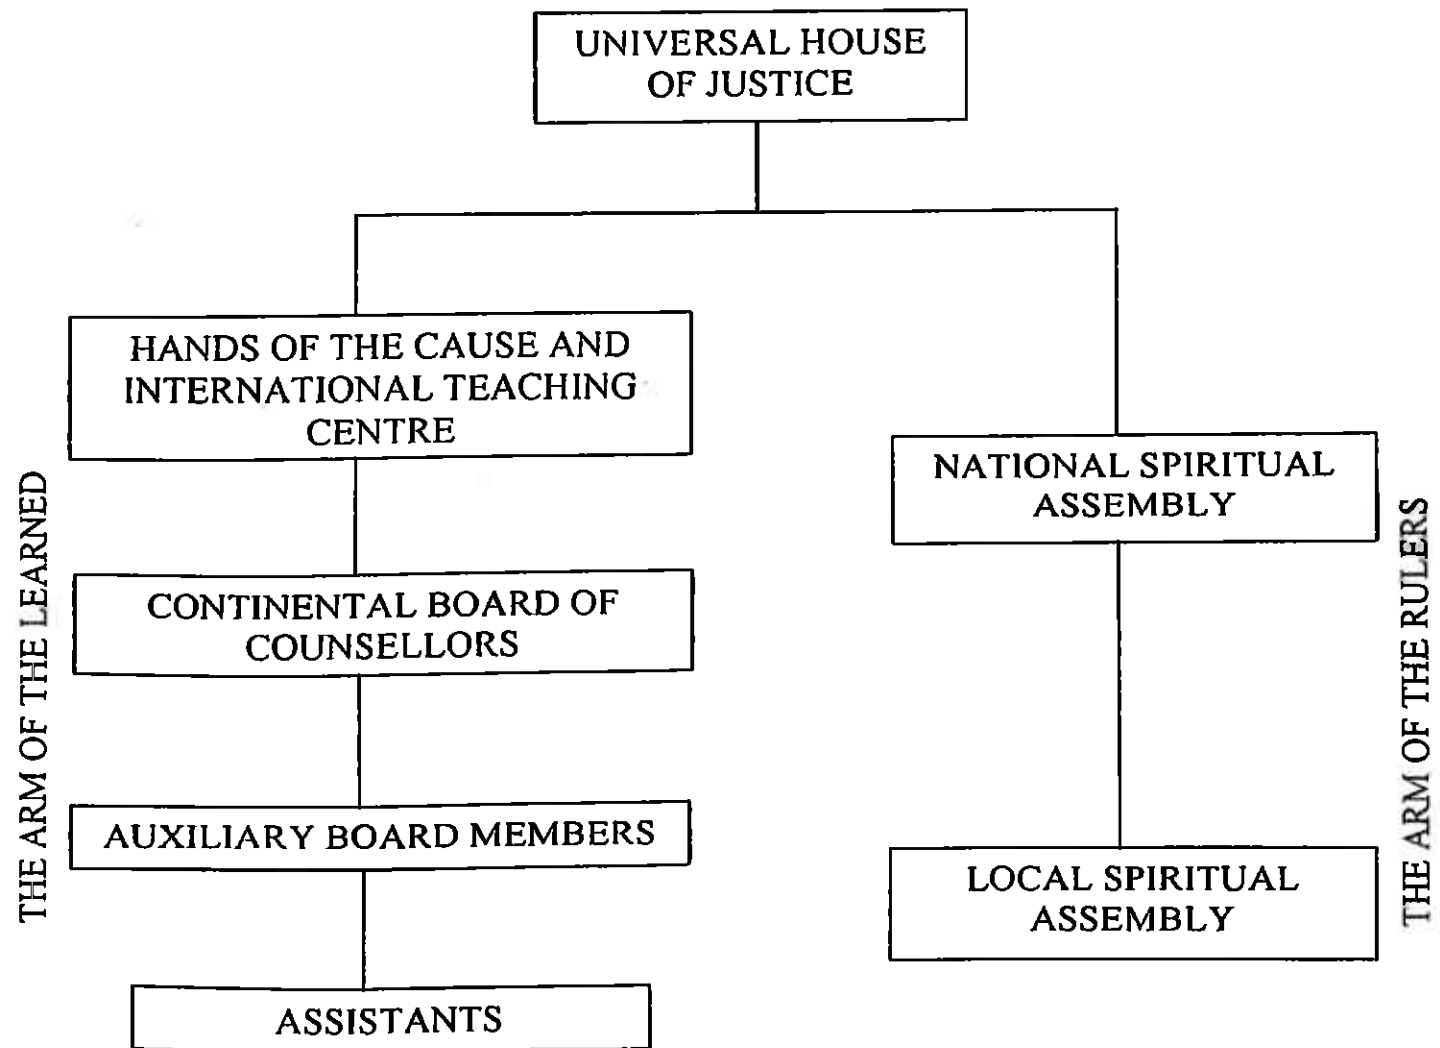 UNIVERSAL HOUSE
OF JUSTICE
HANDS OF THE CAUSE AND
INTERNATIONAL TEACHING
CENTRE
NATIONAL SPIRITUAL
ASSEMBLY
THE ARM OF THE LEARNED
THE ARM OF THE RULERS
CONTINENTAL BOARD OF
COUNSELLORS
AUXILIARY BOARD MEMBERS
LOCAL SPIRITUAL
ASSEMBLY
ASSISTANTS